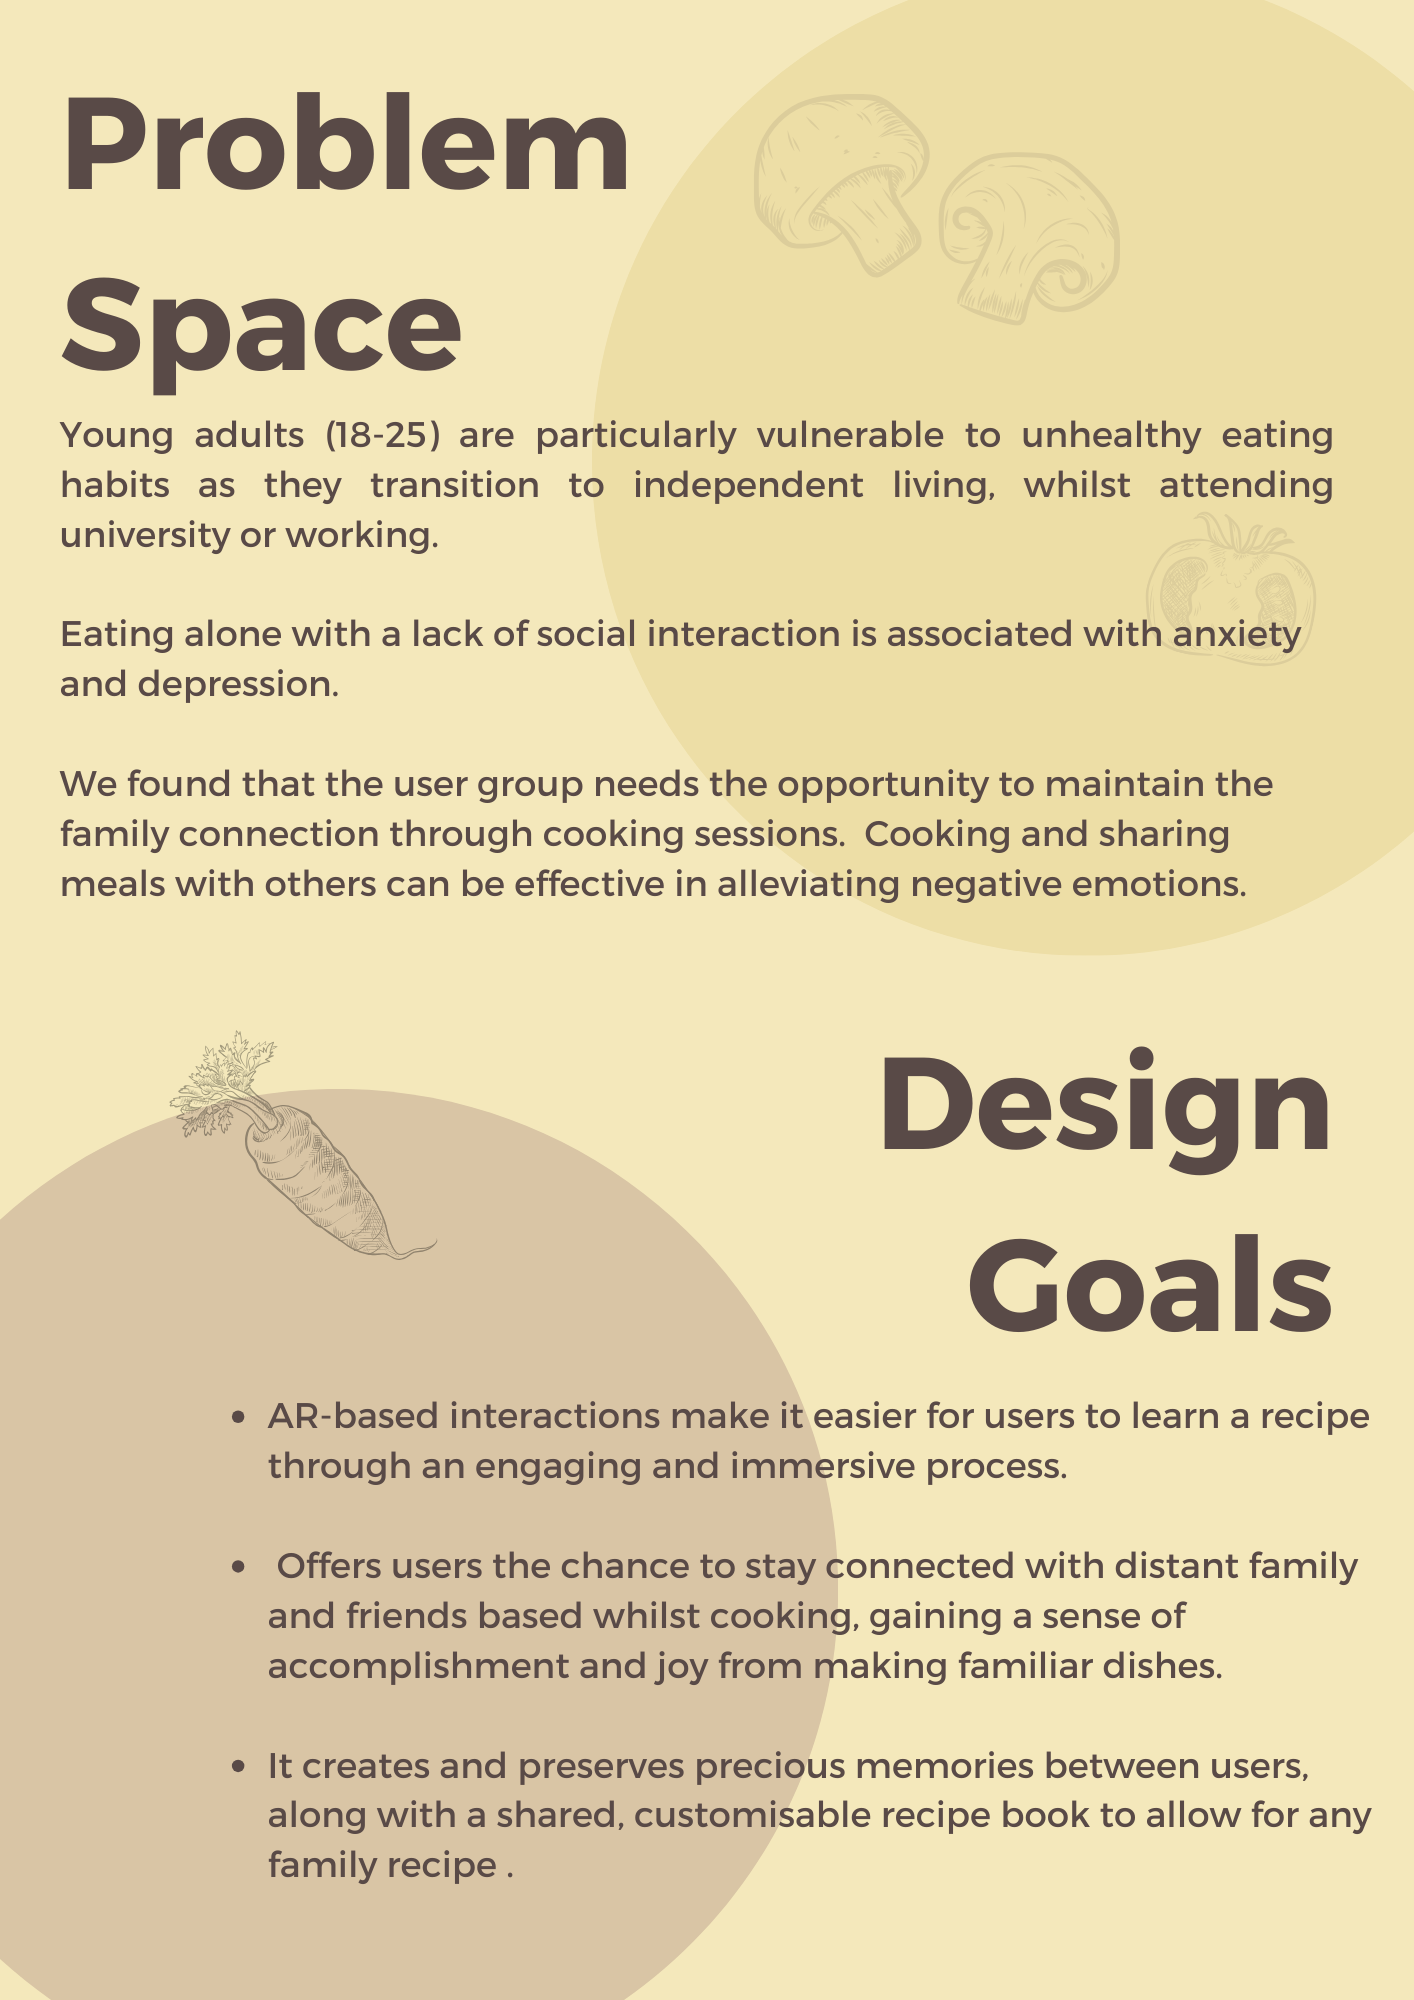 Problem
Space
Young adults (18-25) are particularly vulnerable to unhealthy eating
habits as they transition to independent living, whilst attending
university or working.
Eating alone with a lack of social interaction is associated with anxiety
and depression.
We found that the user group needs the opportunity to maintain the
family connection through cooking sessions.  Cooking and sharing
meals with others can be effective in alleviating negative emotions.
Design
Goals
• AR-based interactions make it easier for users to learn a recipe
through an engaging and immersive process.
•  Offers users the chance to stay connected with distant family
and friends based whilst cooking, gaining a sense of
accomplishment and joy from making familiar dishes.
• It creates and preserves precious memories between users,
along with a shared, customisable recipe book to allow for any
family recipe .